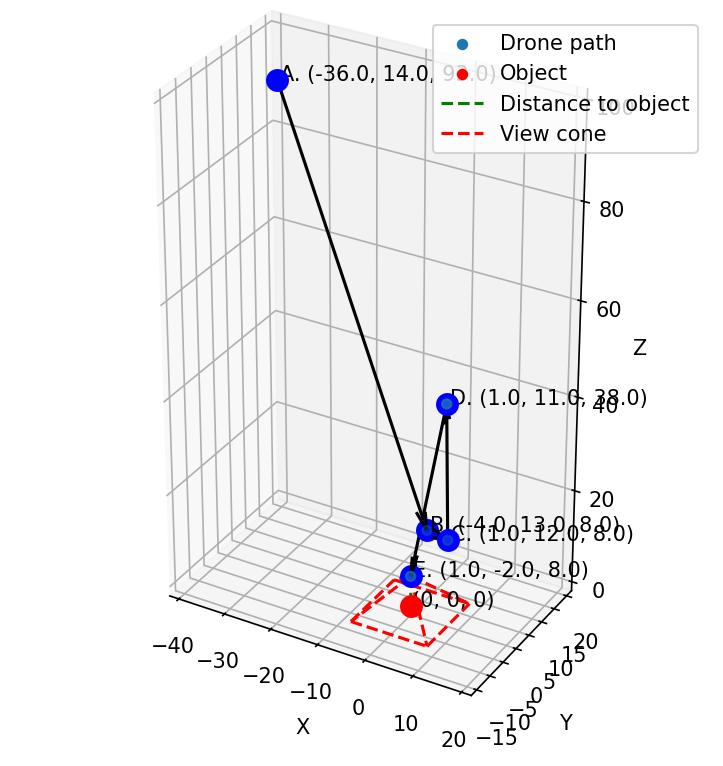 Drone path
Object
Distance to object
View cone
A. (-36.0, 14.0, 93.0)
D. (1.0, 11.0, 38.0)
B. (-4.0, 13.0, 8.0)
C. (1.0, 12.0, 8.0)
E. (1.0, -2.0, 8.0)
(0, 0, 0)
100
80
60
Z
40
20
0
−40
−30
−20
−10
0
10
20
X
−15
−10
−5
0
5
10
15
20
Y